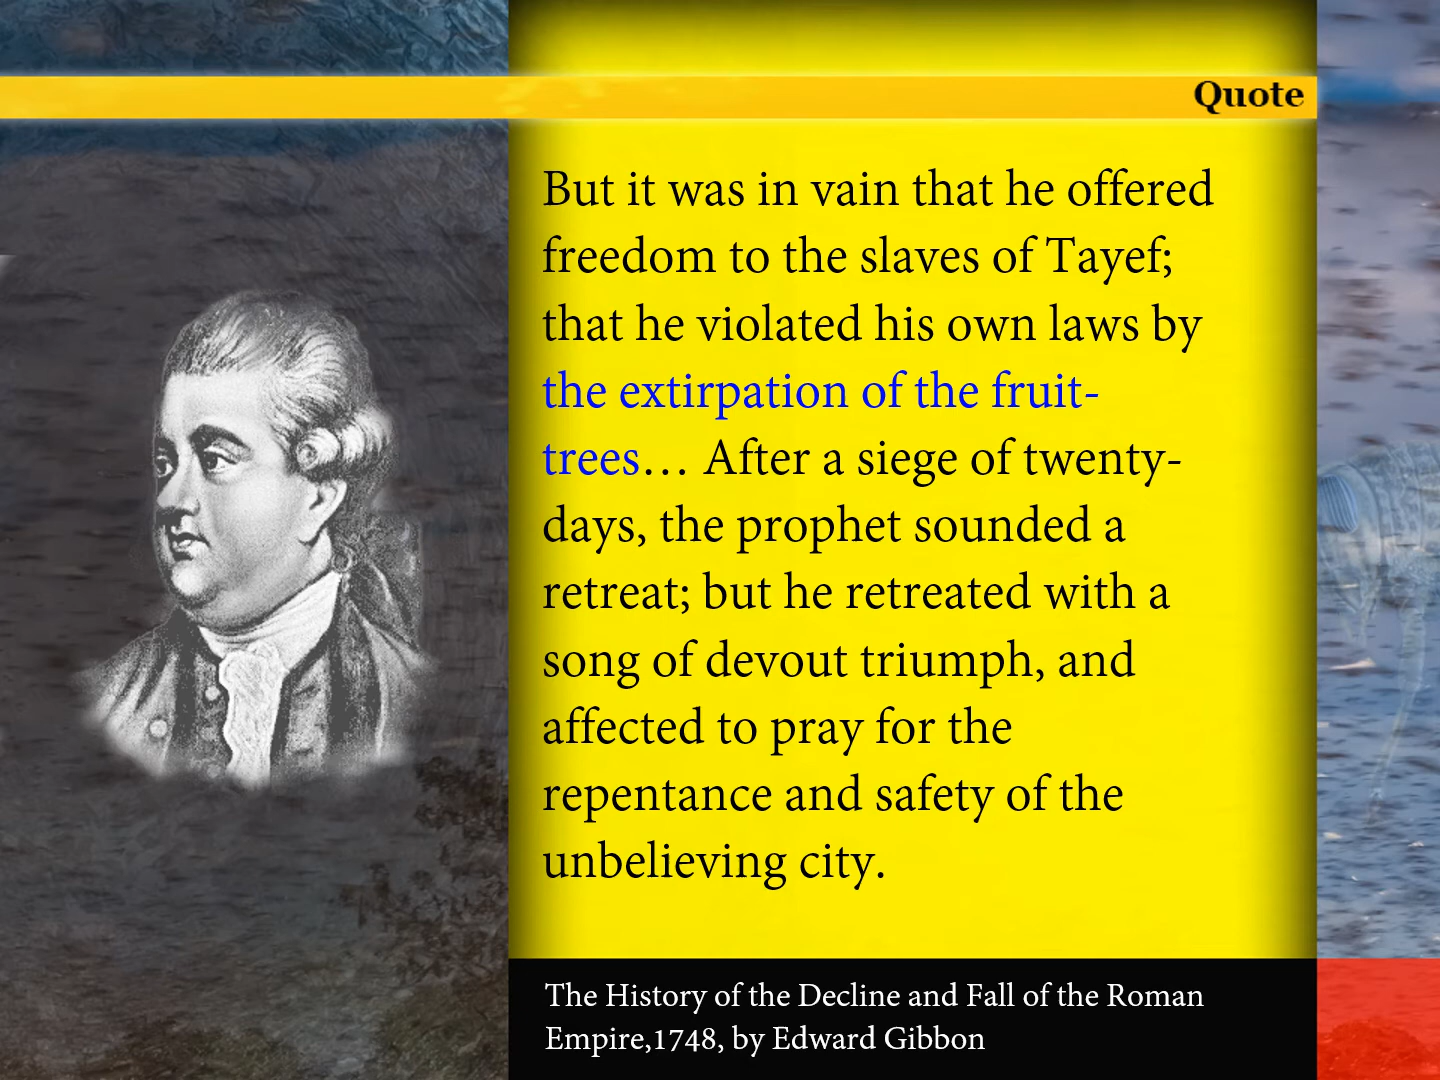 Quote
But it was in vain that he offered
freedom to the slaves of Tayef;
that he violated his own laws by
the extirpation of the fruit-
trees… After a siege of twenty-
days, the prophet sounded a
retreat; but he retreated with a
song of devout triumph, and
affected to pray for the
repentance and safety of the
unbelieving city.
The History of the Decline and Fall of the Roman
Empire,1748, by Edward Gibbon